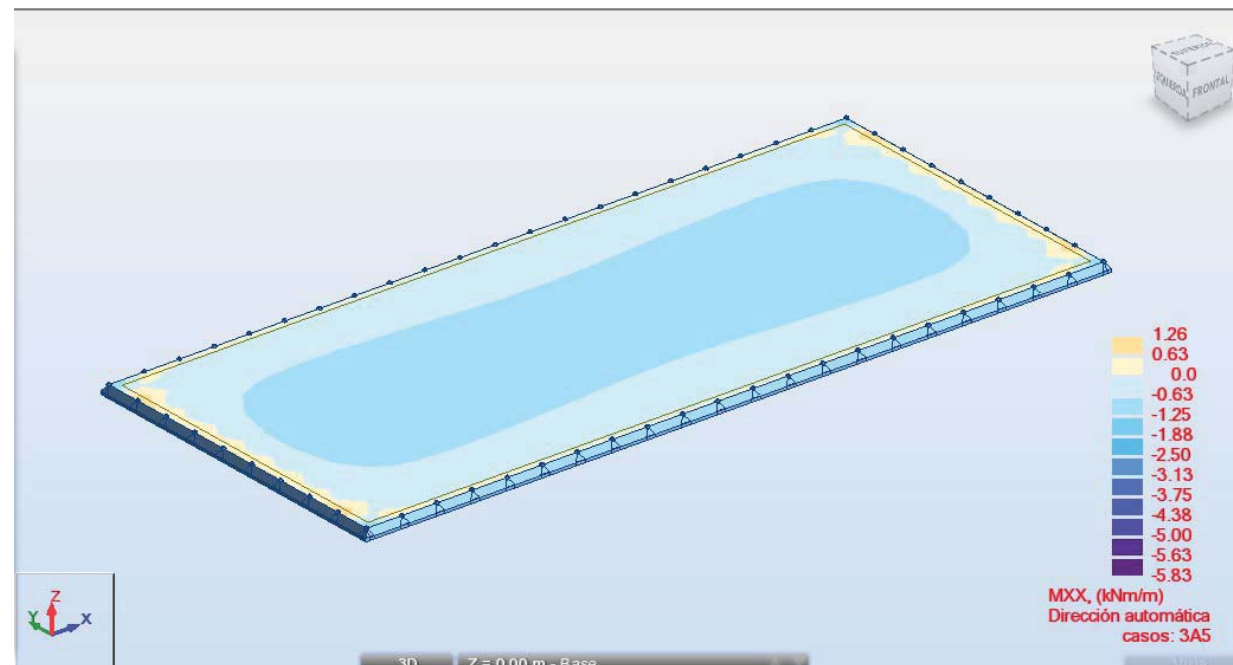 SUPERIOR
FRONTAL
1.26
0.63
0.0
-0.63
-1.25
-1.88
-2.50
-3.13
-3.75
-4.38
-5.00
-5.63
-5.83
MXX, (kNm/m)
Dirección automática
casos: 3A5
Z
Y
X
3D
Z = 0.00 m - Base